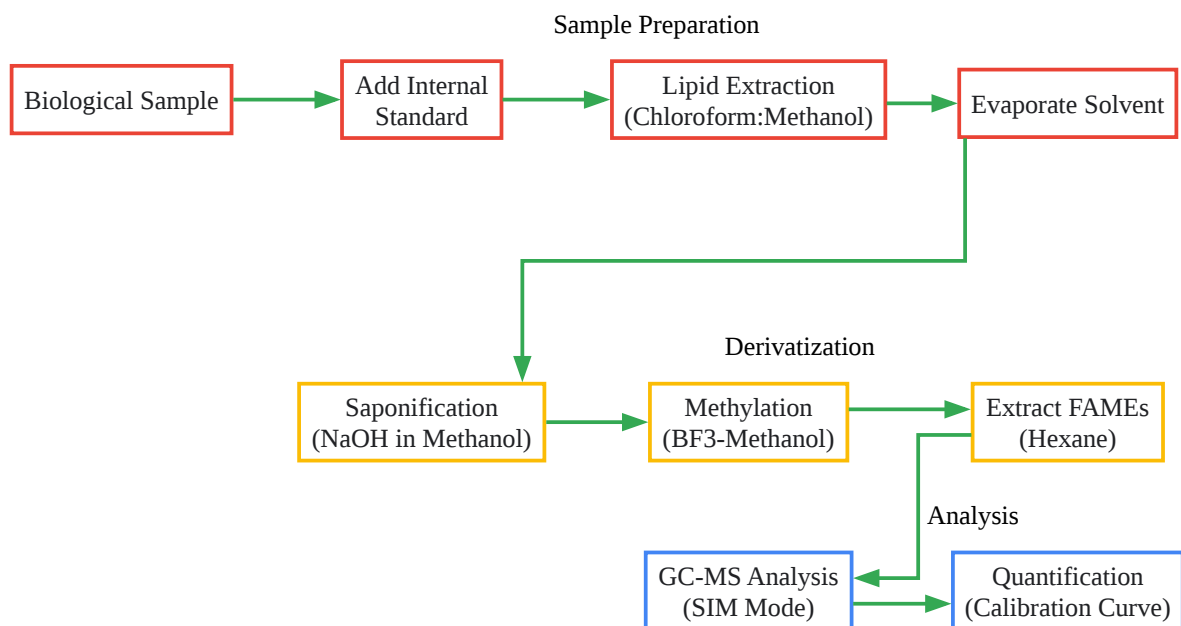 Sample Preparation
Biological Sample
Add Internal
Standard
Lipid Extraction
(Chloroform:Methanol)
Evaporate Solvent
Derivatization
Saponification
(NaOH in Methanol)
Methylation
(BF3-Methanol)
Extract FAMEs
(Hexane)
Analysis
GC-MS Analysis
(SIM Mode)
Quantification
(Calibration Curve)